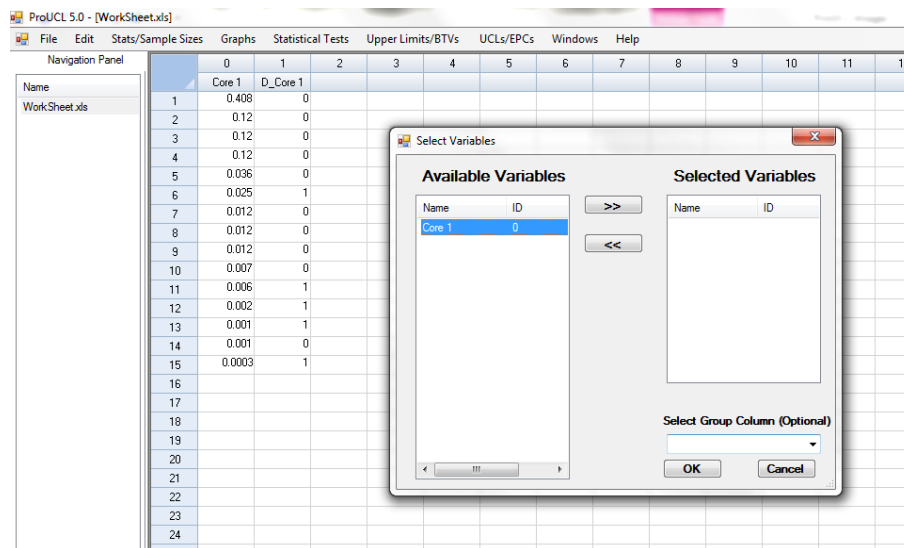 ProUCL 5.0 - [WorkSheet.xls]
File Edit Stats/Sample Sizes Graphs Statistical Tests Upper Limits/BTVs UCLs/EPCs Windows Help
Navigation Panel
Name
WorkSheet.xls
0 1 2 3 4 5 6 7 8 9 10 11 1
Core 1 D_Core 1
1 0.408 0
2 0.12 0
3 0.12 0
4 0.12 0
5 0.036 0
6 0.025 1
7 0.012 0
8 0.012 0
9 0.012 0
10 0.007 0
11 0.006 1
12 0.002 1
13 0.001 1
14 0.001 0
15 0.0003 1
16
17
18
19
20
21
22
23
24
Select Variables
Available Variables
Name ID
Core 1 0
>>
<<
Selected Variables
Name ID
Select Group Column (Optional)
OK Cancel